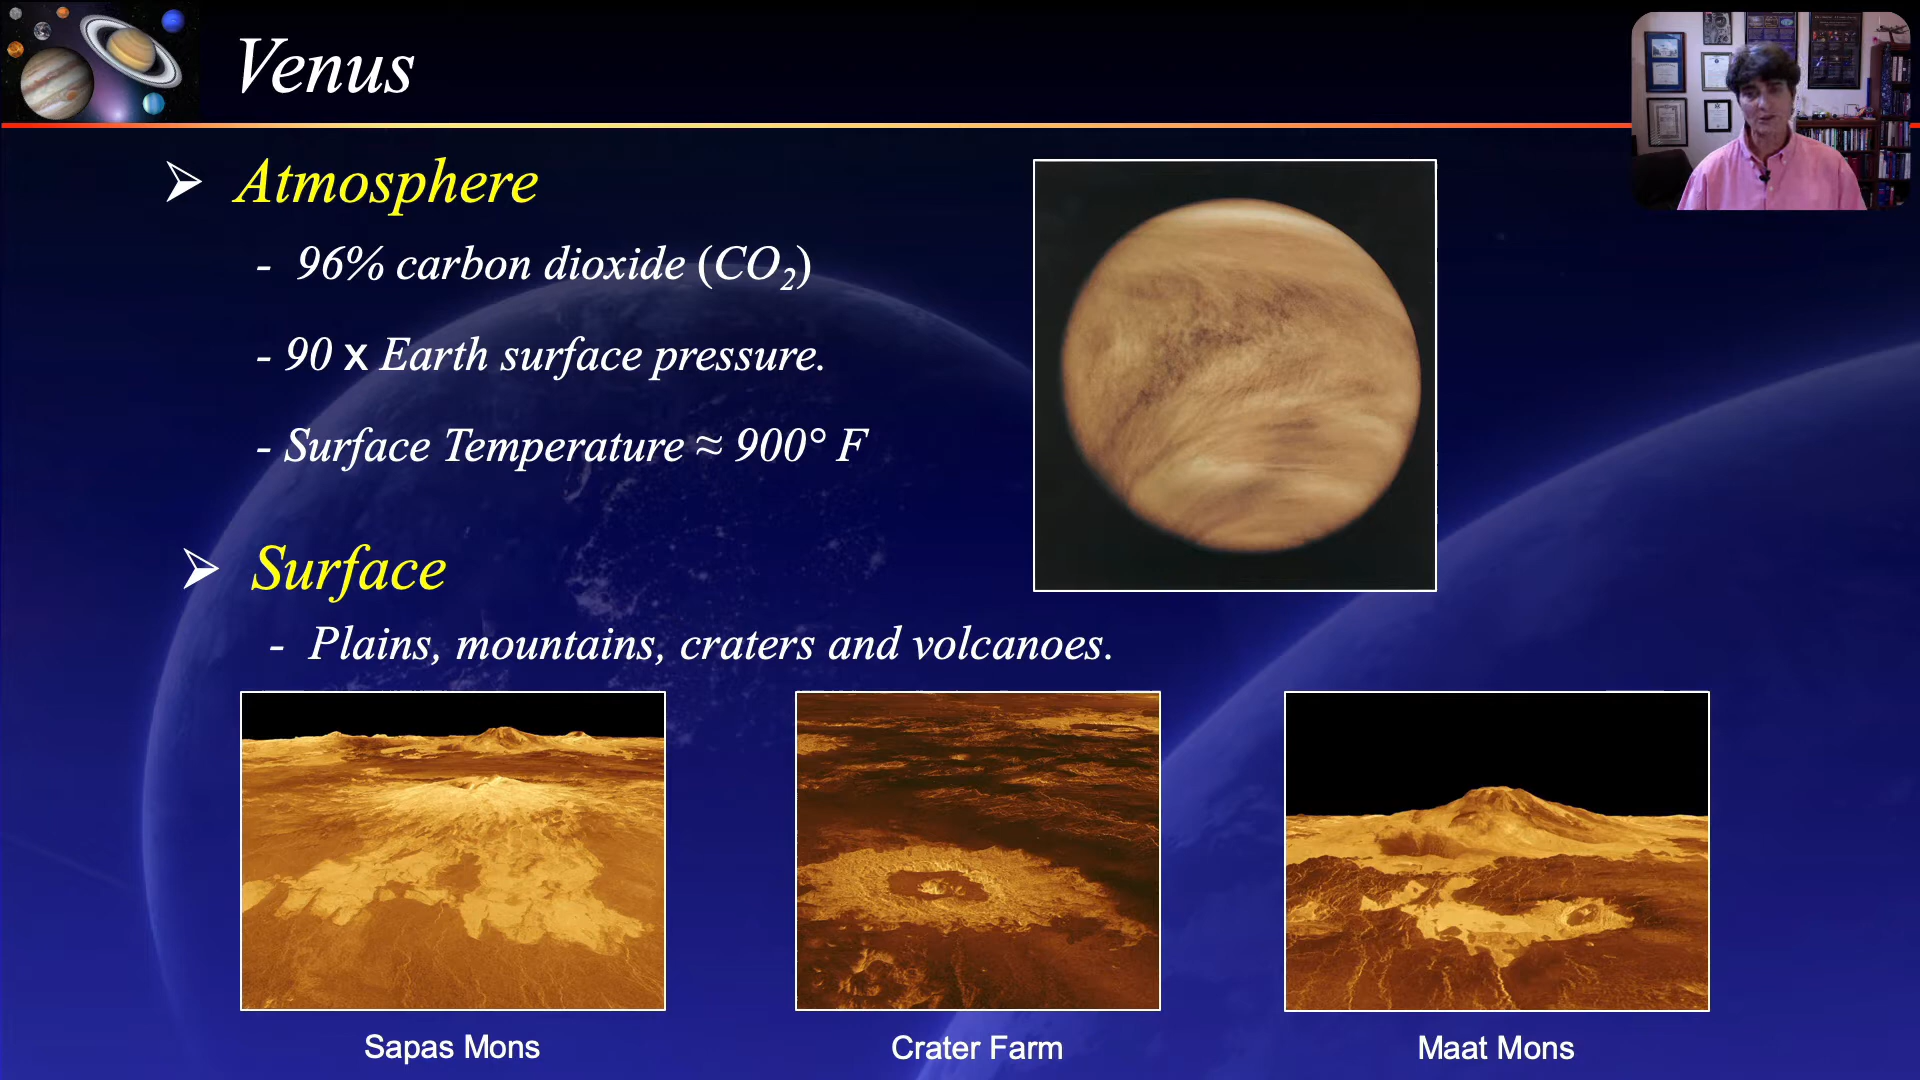 Venus
➢ Atmosphere
- 96% carbon dioxide (CO₂)
- 90 x Earth surface pressure.
- Surface Temperature ≈ 900° F
➢ Surface
- Plains, mountains, craters and volcanoes.
Sapas Mons
Crater Farm
Maat Mons